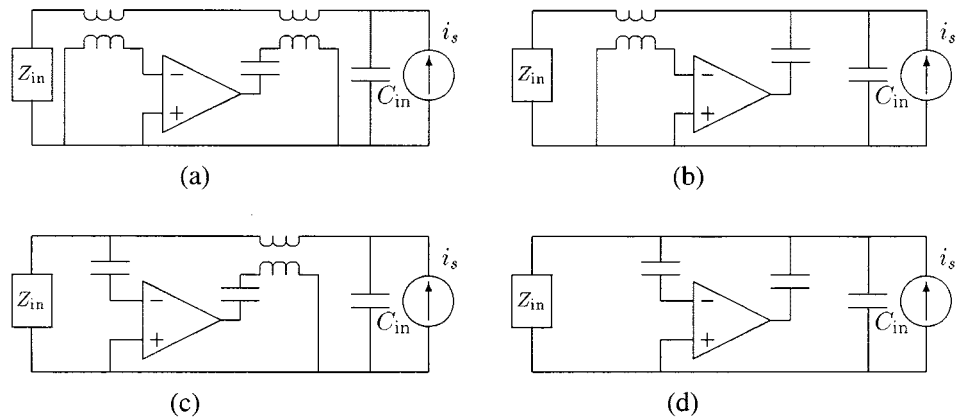 i_s
i_s
Z_in
−
+
C_in
Z_in
−
+
C_in
(a)
(b)
i_s
i_s
Z_in
−
+
C_in
Z_in
−
+
C_in
(c)
(d)